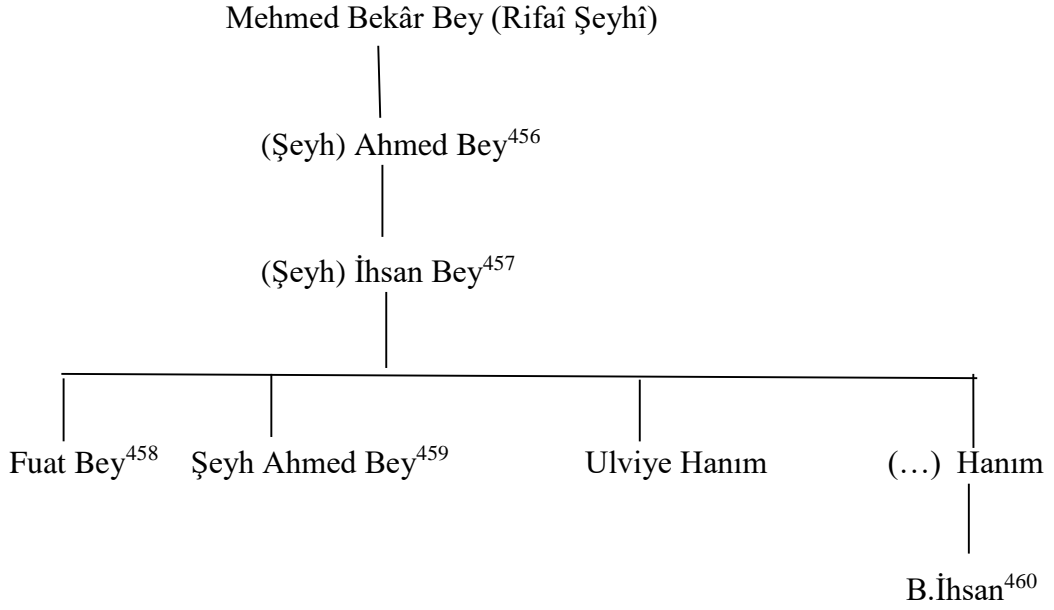 Mehmed Bekâr Bey (Rifaî Şeyhî)
(Şeyh) Ahmed Bey456
(Şeyh) İhsan Bey457
Fuat Bey458 Şeyh Ahmed Bey459 Ulviye Hanım (…) Hanım
B.İhsan460